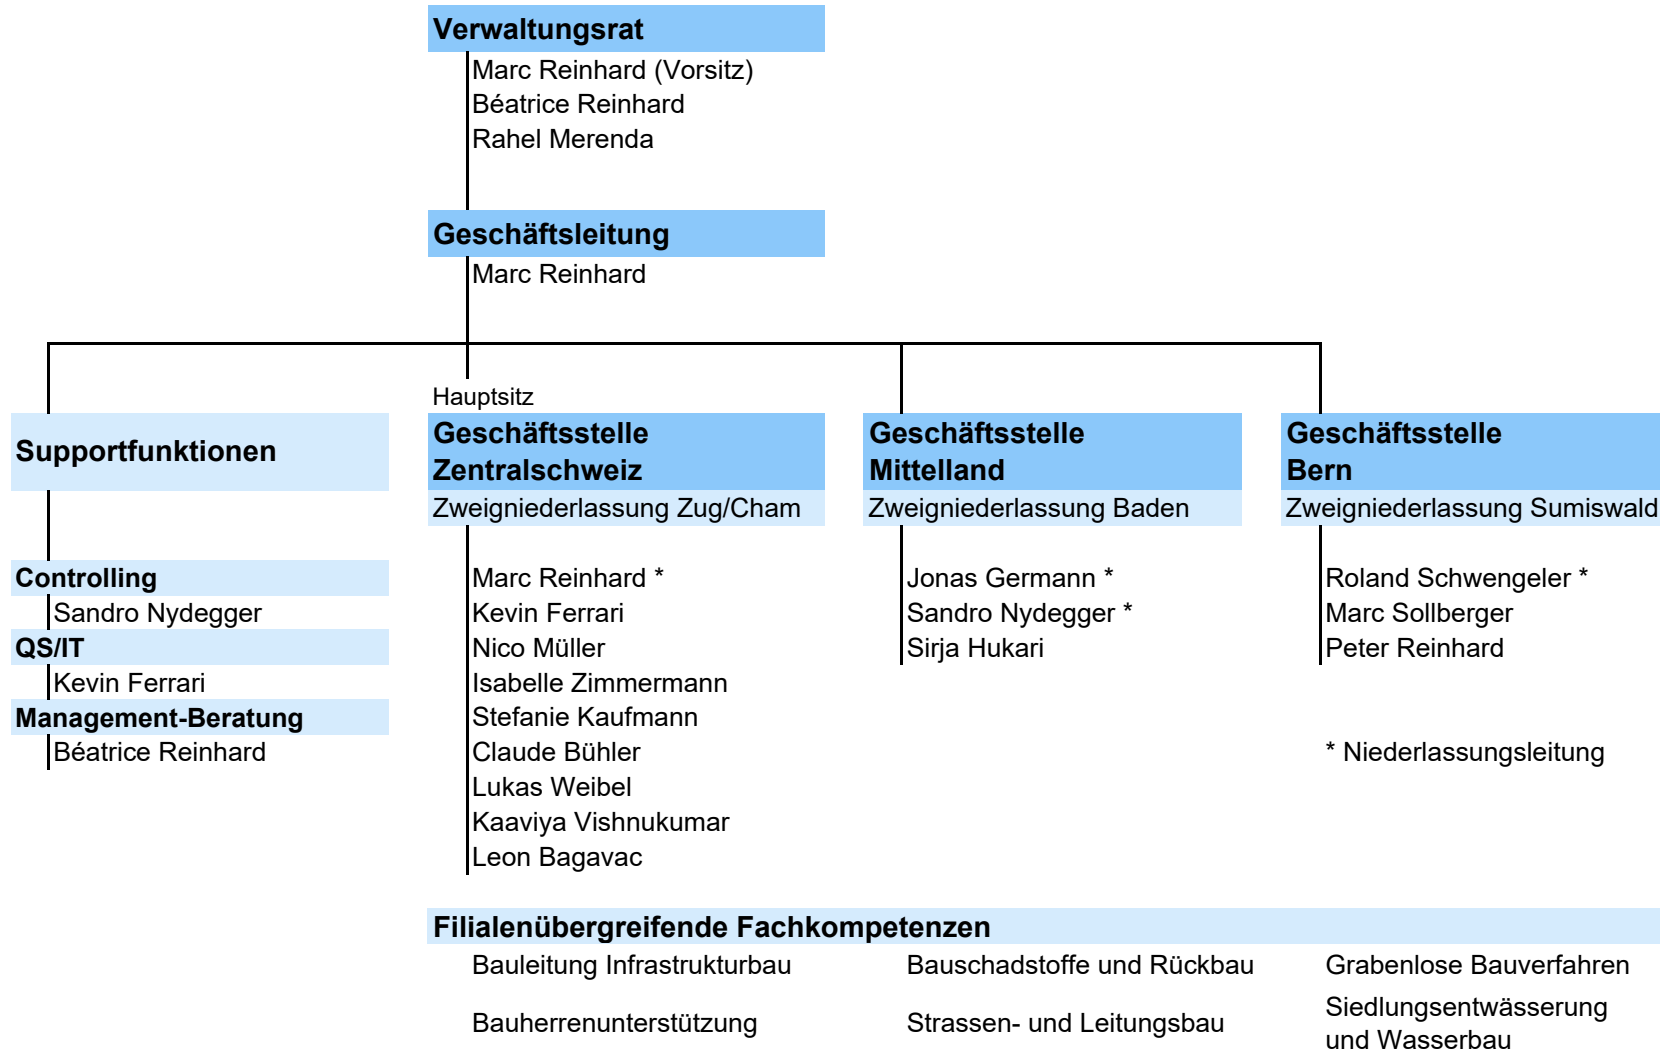 Verwaltungsrat
Marc Reinhard (Vorsitz)
Béatrice Reinhard
Rahel Merenda
Geschäftsleitung
Marc Reinhard
Supportfunktionen
Controlling
Sandro Nydegger
QS/IT
Kevin Ferrari
Management-Beratung
Béatrice Reinhard
Hauptsitz
Geschäftsstelle
Zentralschweiz
Zweigniederlassung Zug/Cham
Marc Reinhard *
Kevin Ferrari
Nico Müller
Isabelle Zimmermann
Stefanie Kaufmann
Claude Bühler
Lukas Weibel
Kaaviya Vishnukumar
Leon Bagavac
Geschäftsstelle
Mittelland
Zweigniederlassung Baden
Jonas Germann *
Sandro Nydegger *
Sirja Hukari
Geschäftsstelle
Bern
Zweigniederlassung Sumiswald
Roland Schwengeler *
Marc Sollberger
Peter Reinhard
* Niederlassungsleitung
Filialenübergreifende Fachkompetenzen
Bauleitung Infrastrukturbau
Bauschadstoffe und Rückbau
Grabenlose Bauverfahren
Bauherrenunterstützung
Strassen- und Leitungsbau
Siedlungsentwässerung
und Wasserbau